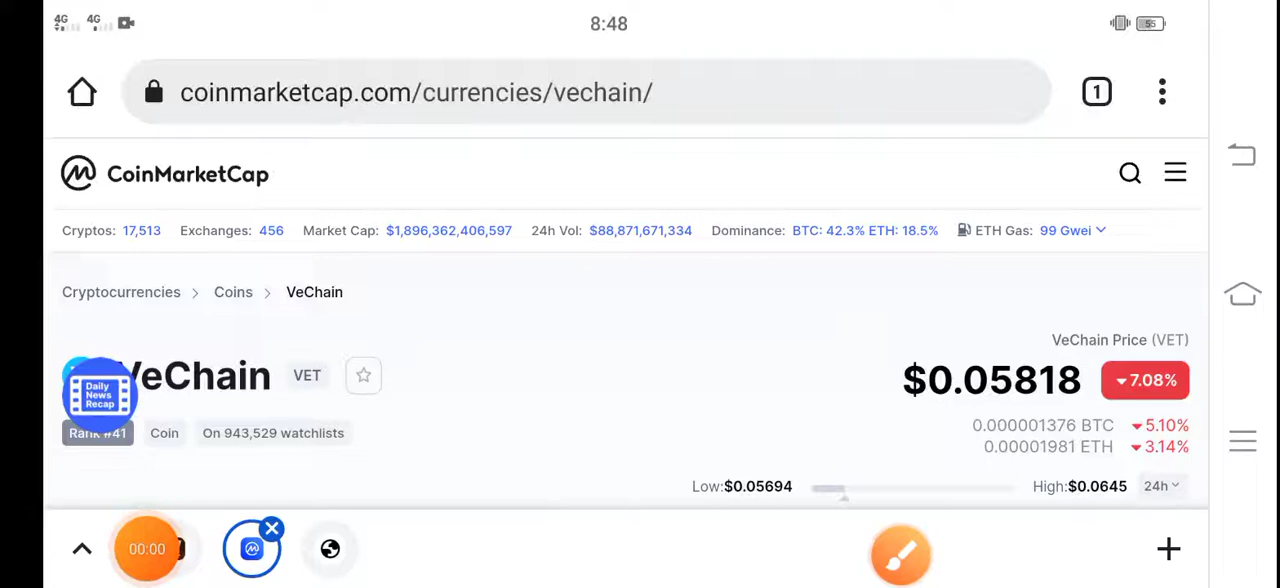 4G 4G 8:48 55
coinmarketcap.com/currencies/vechain/ 1
CoinMarketCap
Cryptos: 17,513 Exchanges: 456 Market Cap: $1,896,362,406,597 24h Vol: $88,871,671,334 Dominance: BTC: 42.3% ETH: 18.5% ETH Gas: 99 Gwei
Cryptocurrencies > Coins > VeChain
VeChain Price (VET)
VeChain VET $0.05818 7.08%
Daily
News
Recap
0.000001376 BTC 5.10%
Rank #41 Coin On 943,529 watchlists
0.00001981 ETH 3.14%
Low:$0.05694 High:$0.0645 24h
00:00